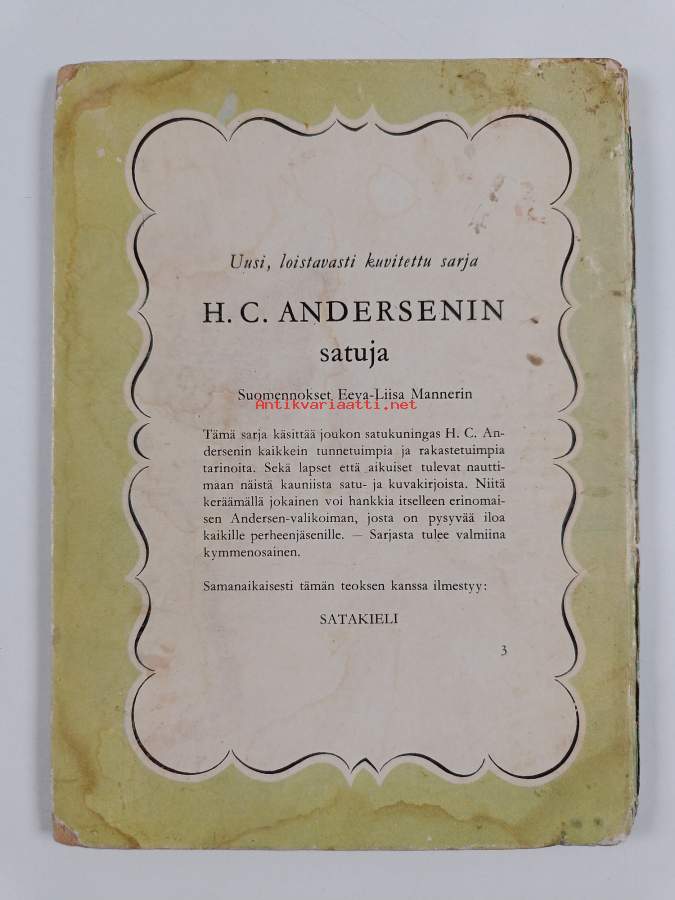 Uusi, loistavasti kuvitettu sarja
H. C. ANDERSENIN
satuja
Suomennokset Eeva-Liisa Mannerin
Antikvariaatti.net
Tämä sarja käsittää joukon satukuningas H. C. An-
dersenin kaikkein tunnetuimpia ja rakastetuimpia
tarinoita. Sekä lapset että aikuiset tulevat nautti-
maan näistä kauniista satu- ja kuvakirjoista. Niitä
keräämällä jokainen voi hankkia itselleen erinomai-
sen Andersen-valikoiman, josta on pysyvää iloa
kaikille perheenjäsenille. — Sarjasta tulee valmiina
kymmenosainen.
Samanaikaisesti tämän teoksen kanssa ilmestyy:
SATAKIELI
3